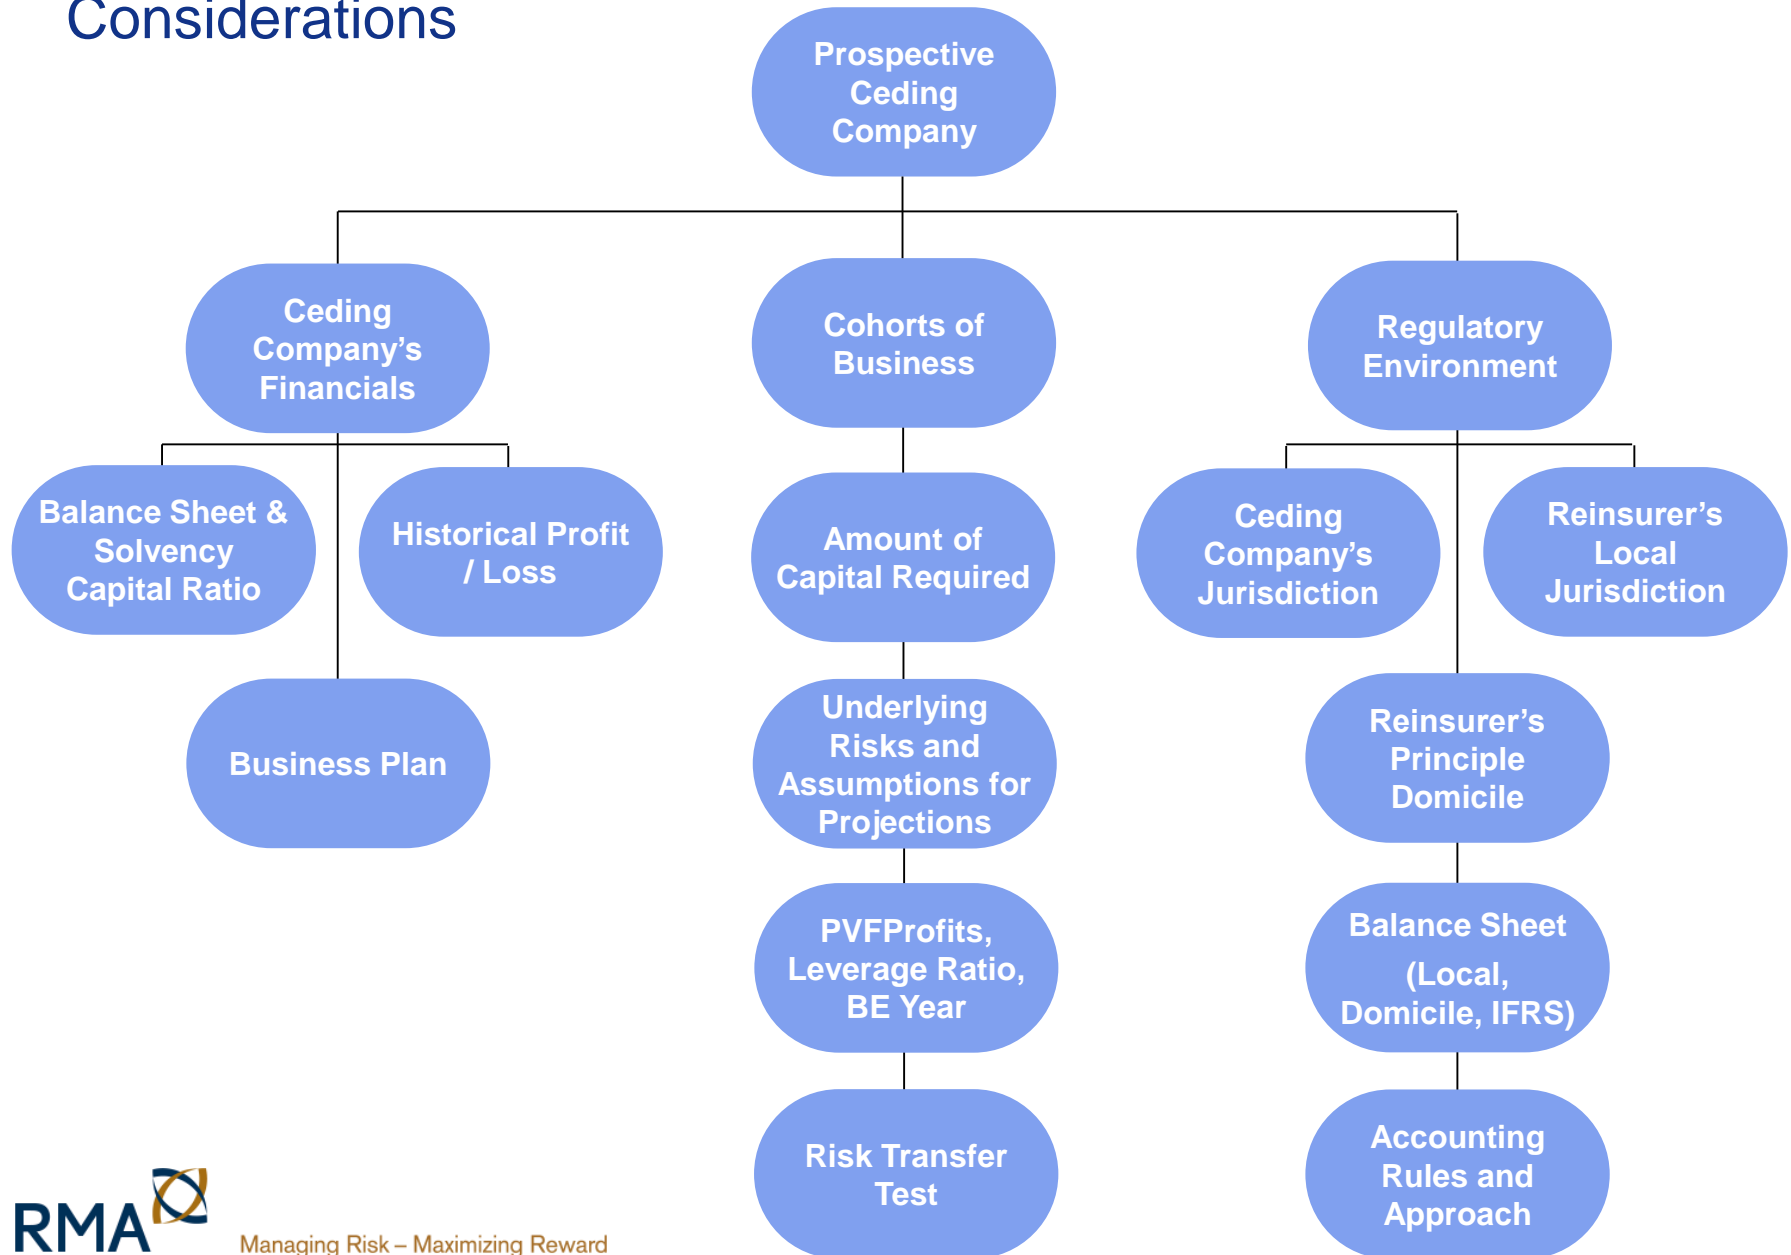 Considerations
Prospective
Ceding
Company
Ceding
Company’s
Financials
Cohorts of
Business
Regulatory
Environment
Balance Sheet &
Solvency
Capital Ratio
Historical Profit
/ Loss
Amount of
Capital Required
Ceding
Company’s
Jurisdiction
Reinsurer’s
Local
Jurisdiction
Business Plan
Underlying
Risks and
Assumptions for
Projections
Reinsurer’s
Principle
Domicile
PVFProfits,
Leverage Ratio,
BE Year
Balance Sheet
(Local,
Domicile, IFRS)
Risk Transfer
Test
Accounting
Rules and
Approach
RMA
Managing Risk – Maximizing Reward